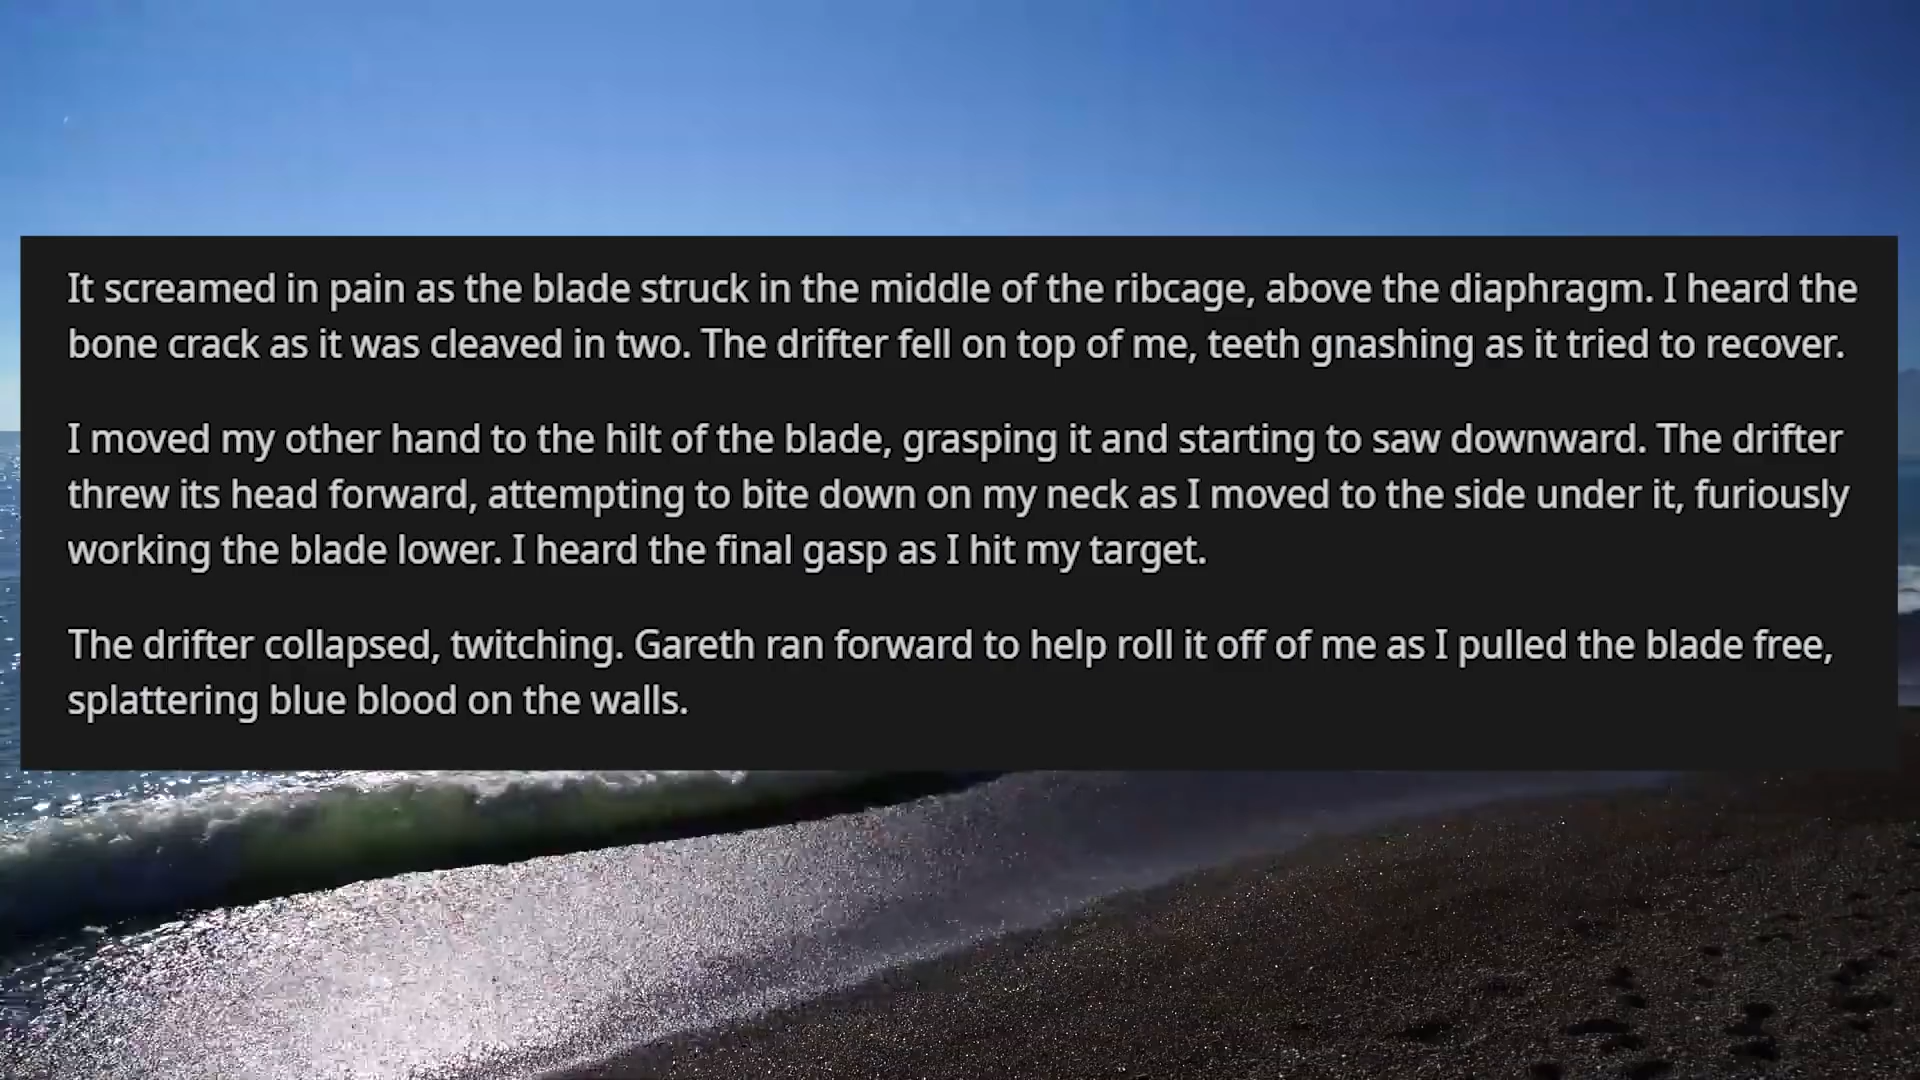 It screamed in pain as the blade struck in the middle of the ribcage, above the diaphragm. I heard the
bone crack as it was cleaved in two. The drifter fell on top of me, teeth gnashing as it tried to recover.
I moved my other hand to the hilt of the blade, grasping it and starting to saw downward. The drifter
threw its head forward, attempting to bite down on my neck as I moved to the side under it, furiously
working the blade lower. I heard the final gasp as I hit my target.
The drifter collapsed, twitching. Gareth ran forward to help roll it off of me as I pulled the blade free,
splattering blue blood on the walls.